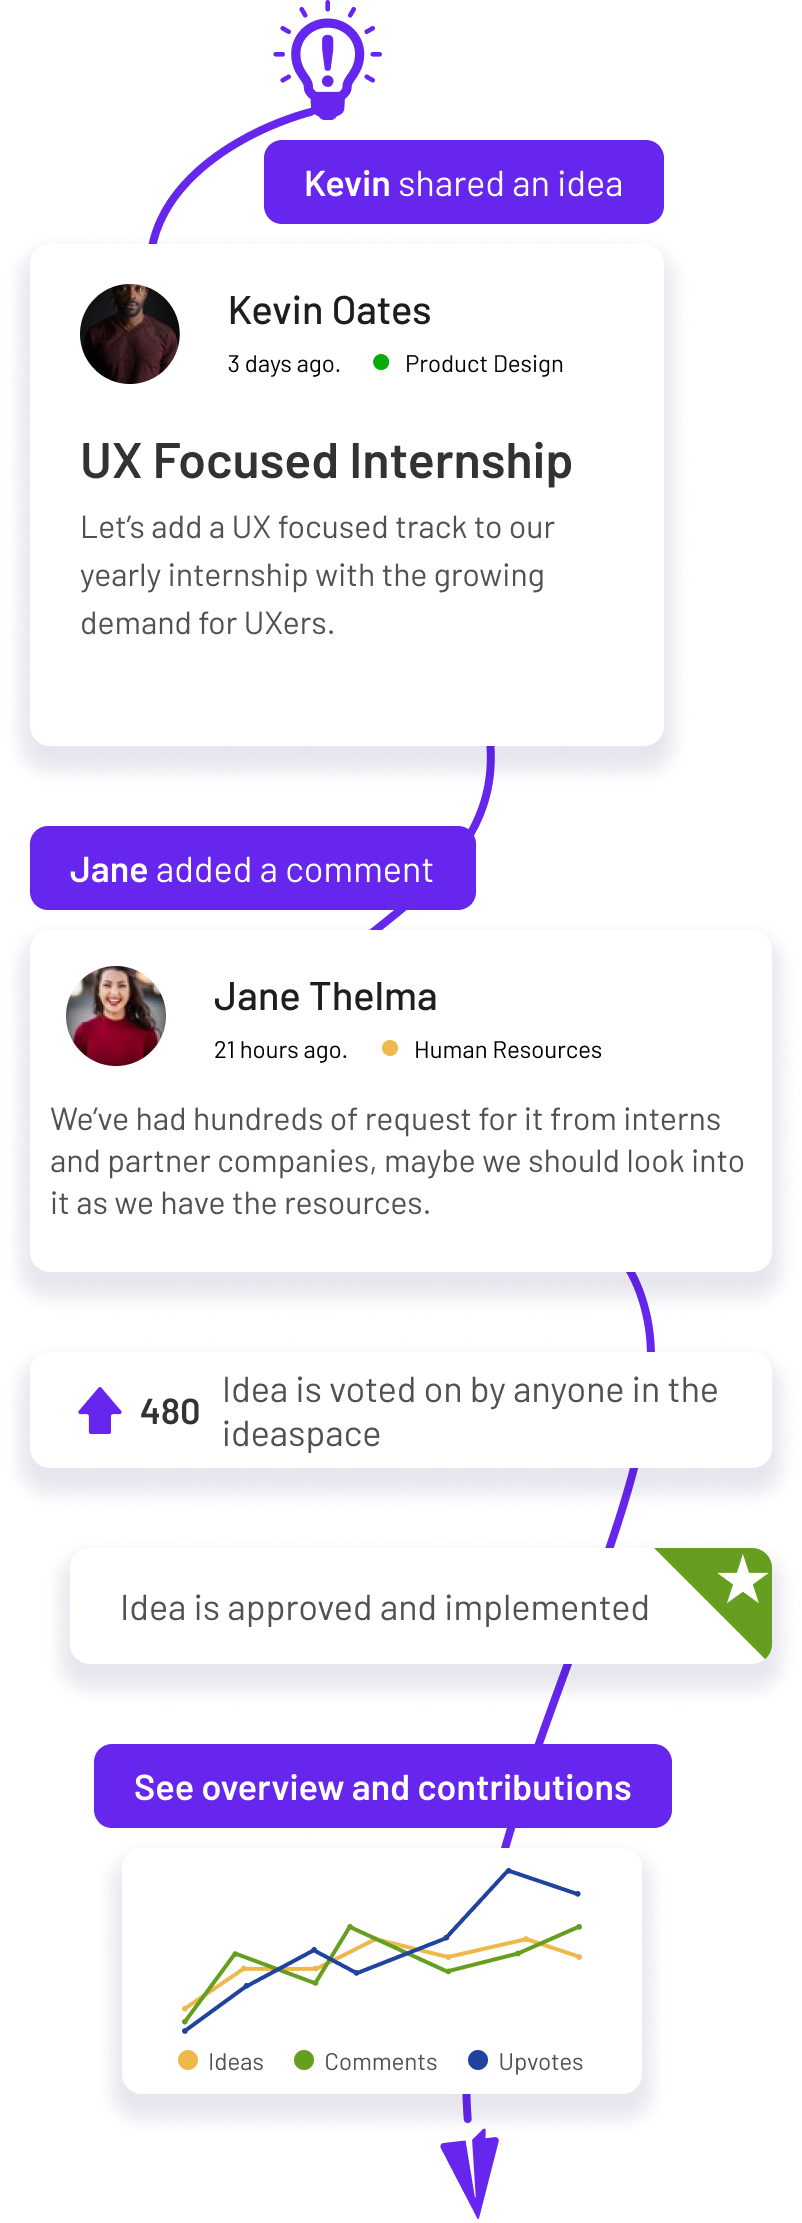 Kevin shared an idea
Kevin Oates
3 days ago. Product Design
UX Focused Internship
Let’s add a UX focused track to our
yearly internship with the growing
demand for UXers.
Jane added a comment
Jane Thelma
21 hours ago. Human Resources
We’ve had hundreds of request for it from interns
and partner companies, maybe we should look into
it as we have the resources.
480
Idea is voted on by anyone in the
ideaspace
Idea is approved and implemented
See overview and contributions
Ideas Comments Upvotes